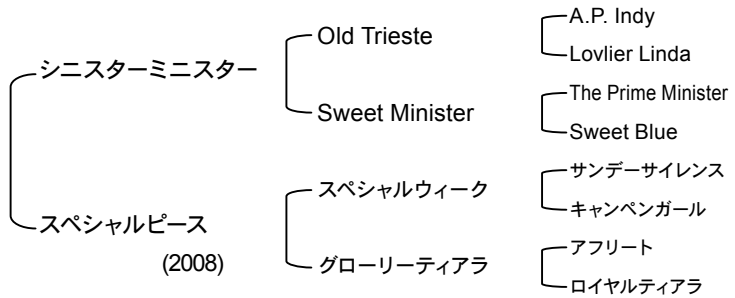 シニスターミニスター
Old Trieste
A.P. Indy
Lovlier Linda
Sweet Minister
The Prime Minister
Sweet Blue
スペシャルピース
(2008)
スペシャルウィーク
サンデーサイレンス
キャンペンガール
グローリーティアラ
アフリート
ロイヤルティアラ